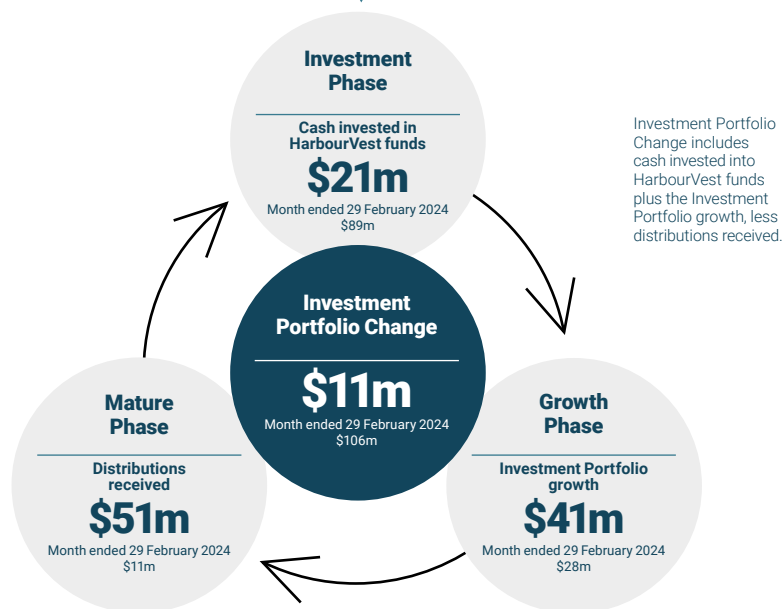 Investment
Phase
Cash invested in
HarbourVest funds
$21m
Month ended 29 February 2024
$89m
Investment Portfolio
Change includes
cash invested into
HarbourVest funds
plus the Investment
Portfolio growth, less
distributions received.
Investment
Portfolio Change
$11m
Month ended 29 February 2024
$106m
Mature
Phase
Distributions
received
$51m
Month ended 29 February 2024
$11m
Growth
Phase
Investment Portfolio
growth
$41m
Month ended 29 February 2024
$28m